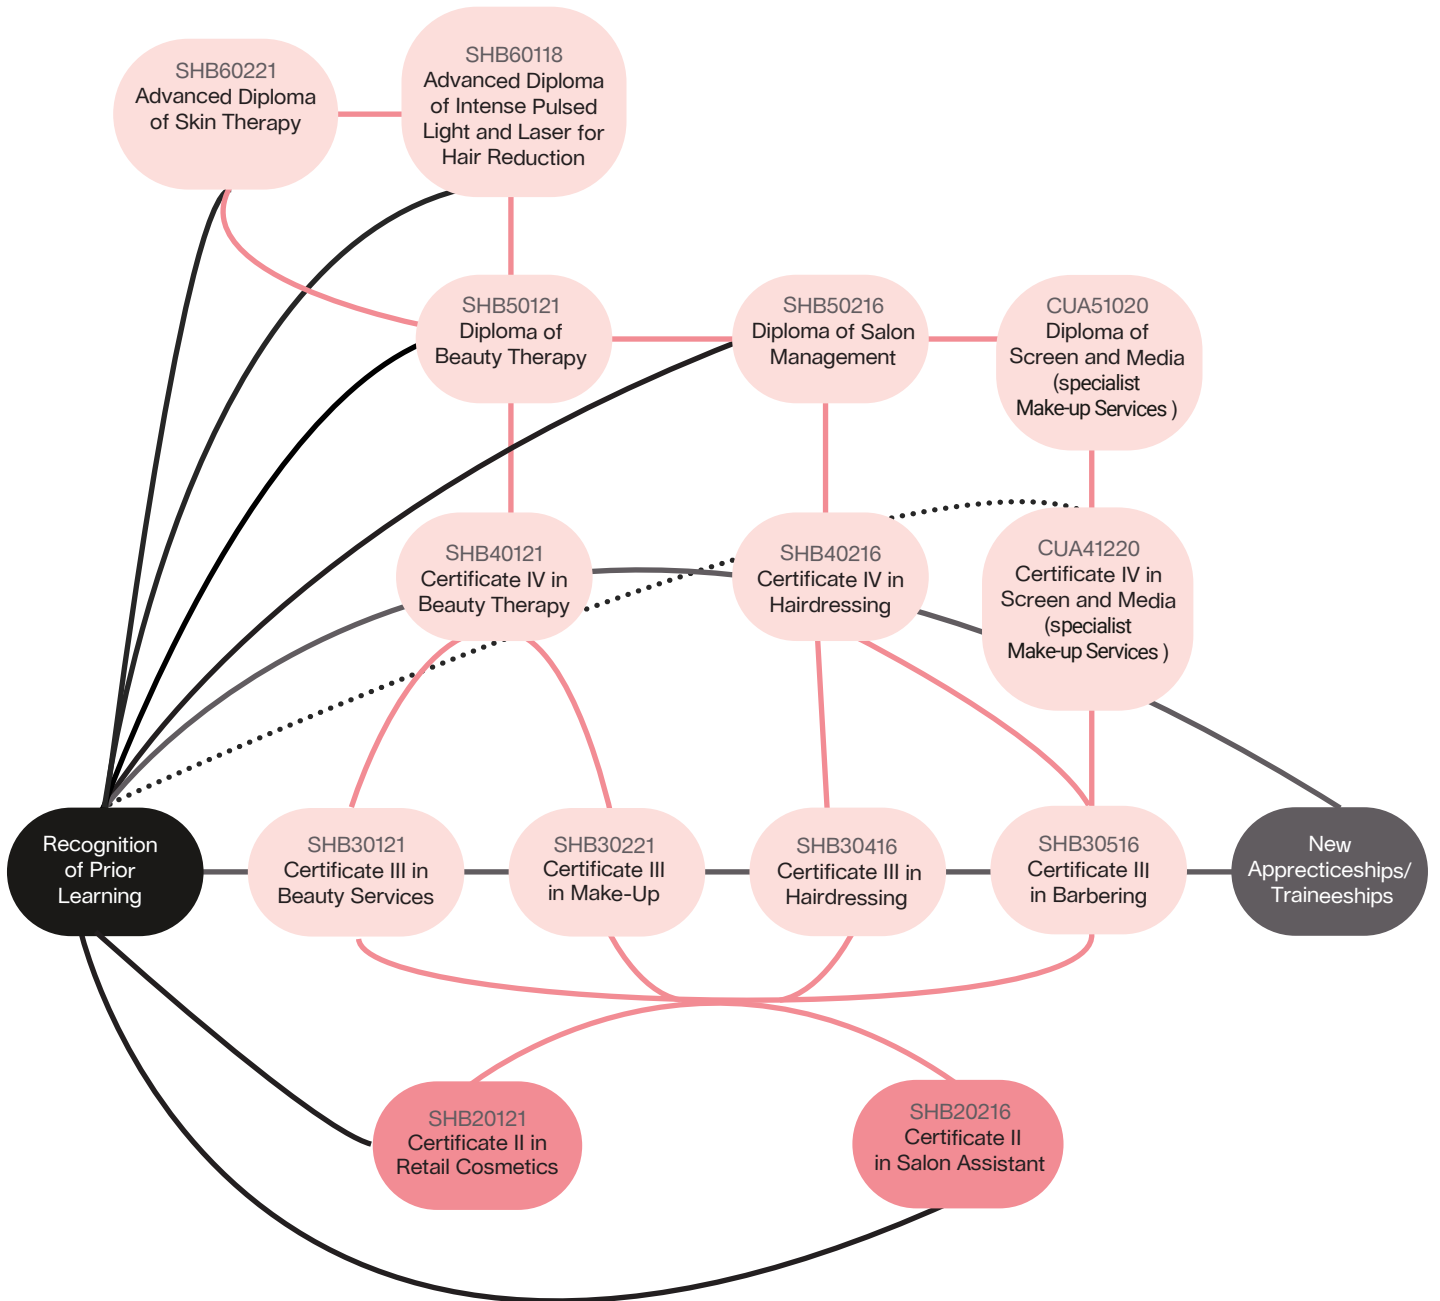 SHB60221
Advanced Diploma
of Skin Therapy
SHB60118
Advanced Diploma
of Intense Pulsed
Light and Laser for
Hair Reduction
SHB50121
Diploma of
Beauty Therapy
SHB50216
Diploma of Salon
Management
CUA51020
Diploma of
Screen and Media
(specialist
Make-up Services )
SHB40121
Certificate IV in
Beauty Therapy
SHB40216
Certificate IV in
Hairdressing
CUA41220
Certificate IV in
Screen and Media
(specialist
Make-up Services )
Recognition
of Prior
Learning
SHB30121
Certificate III in
Beauty Services
SHB30221
Certificate III
in Make-Up
SHB30416
Certificate III in
Hairdressing
SHB30516
Certificate III
in Barbering
New
Apprecticeships/
Traineeships
SHB20121
Certificate II in
Retail Cosmetics
SHB20216
Certificate II
in Salon Assistant